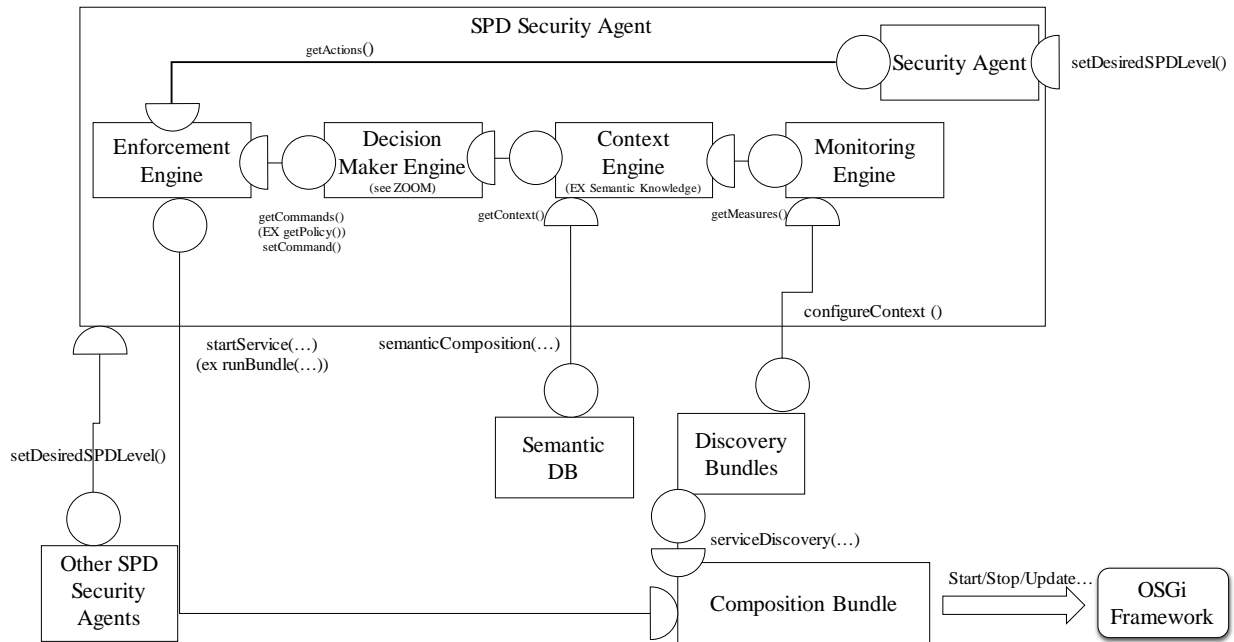 SPD Security Agent
getActions()
Security Agent
setDesiredSPDLevel()
Enforcement
Engine
Decision
Maker Engine
(see ZOOM)
Context
Engine
(EX Semantic Knowledge)
Monitoring
Engine
getCommands()
(EX getPolicy())
setCommand()
getContext()
getMeasures()
configureContext ()
startService(…)
(ex runBundle(…))
semanticComposition(…)
Semantic
DB
Discovery
Bundles
setDesiredSPDLevel()
serviceDiscovery(…)
Other SPD
Security
Agents
Composition Bundle
Start/Stop/Update…
OSGi
Framework